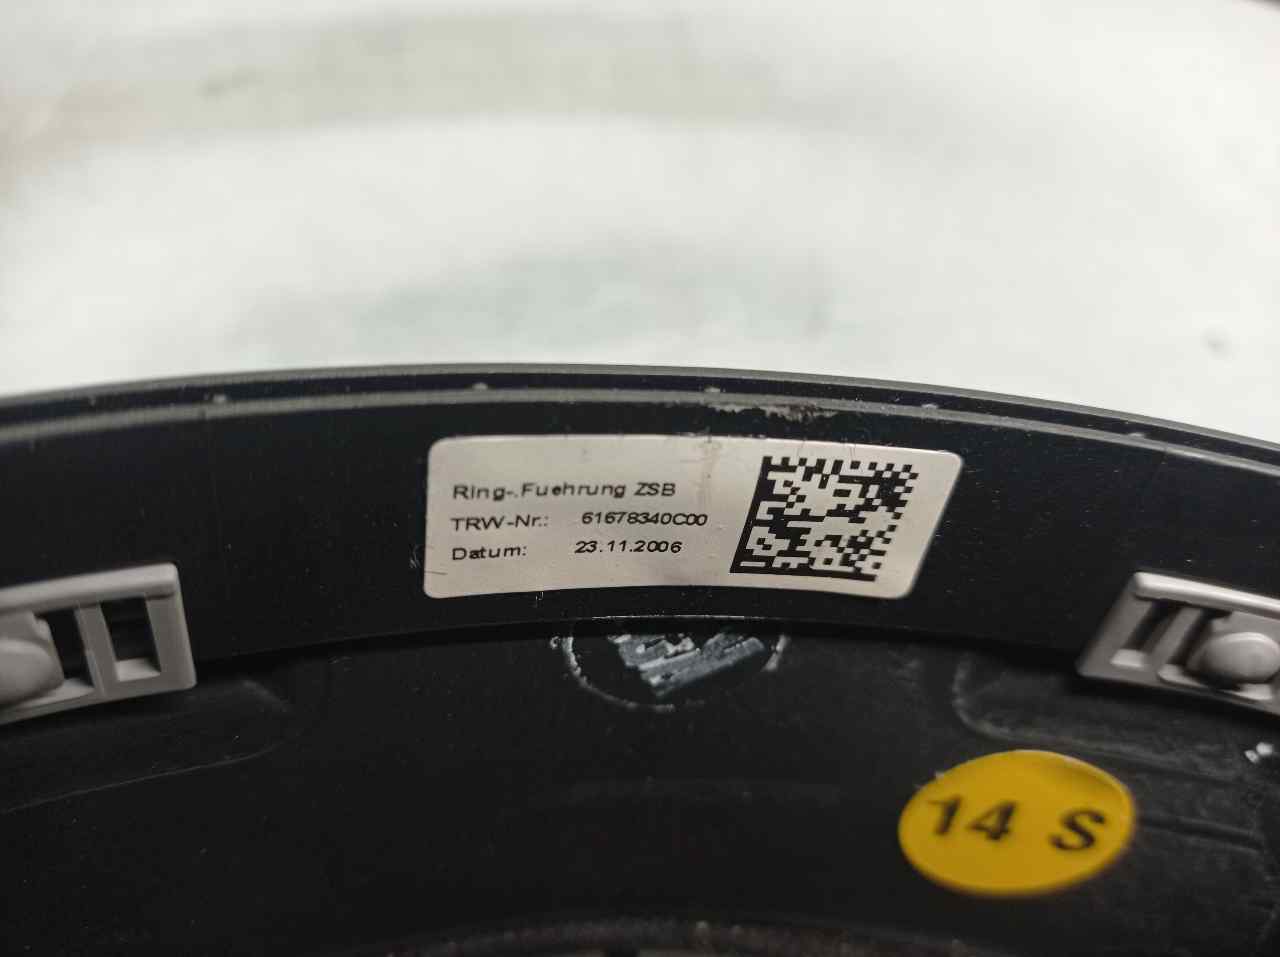 Ring-.Fuehrung ZSB
TRW-Nr.: 61678340C00
Datum: 23.11.2006
14 S